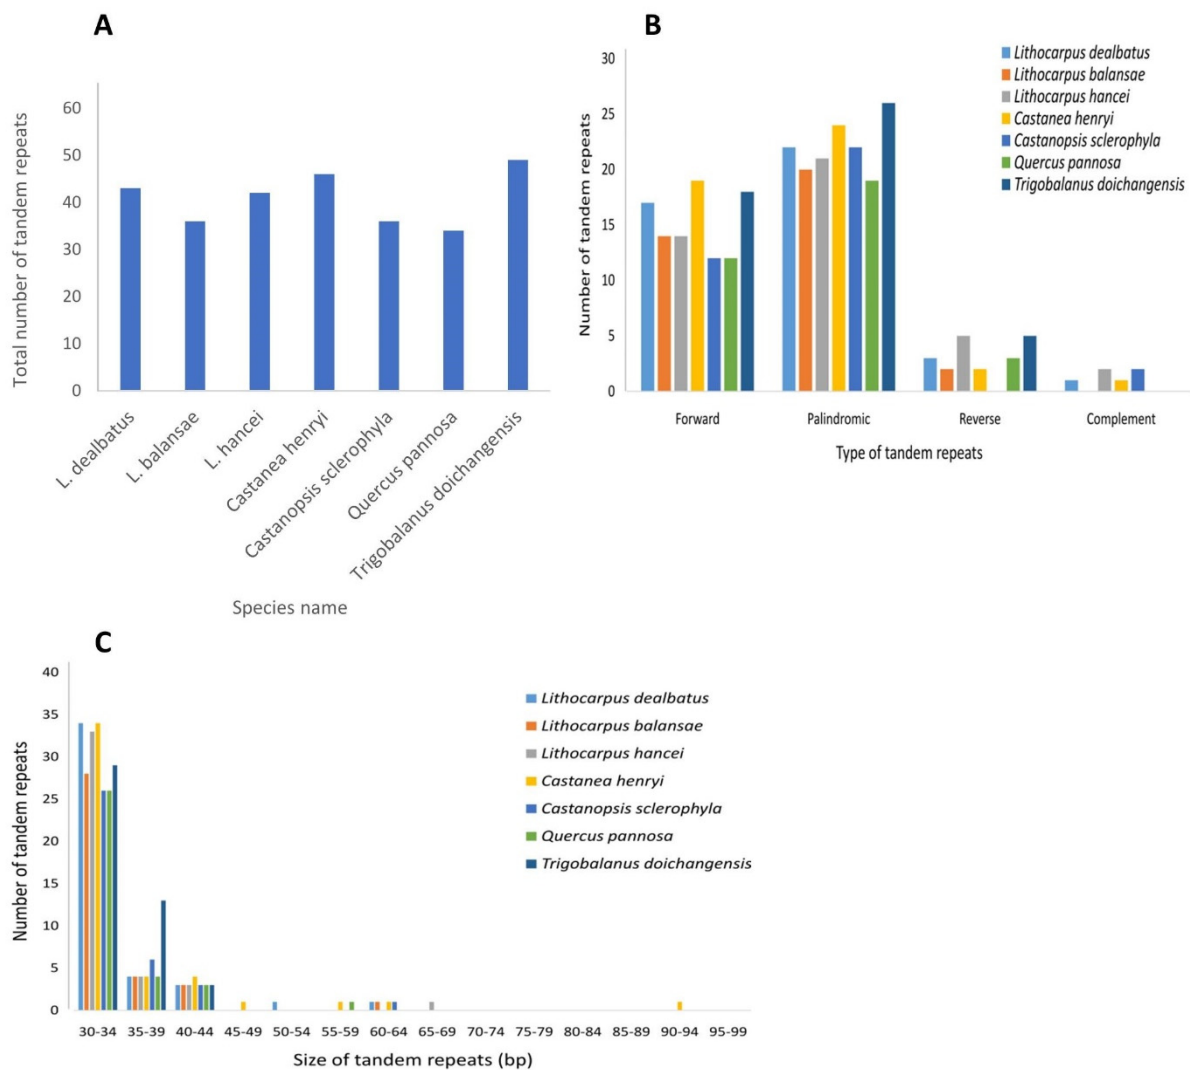 A
Total number of tandem repeats
60
50
40
30
20
10
0
L. dealbatus
L. balansae
L. hancei
Castanea henryi
Castanopsis sclerophyla
Quercus pannosa
Trigobalanus doichangensis
Species name
B
Number of tandem repeats
30
25
20
15
10
5
0
Lithocarpus dealbatus
Lithocarpus balansae
Lithocarpus hancei
Castanea henryi
Castanopsis sclerophyla
Quercus pannosa
Trigobalanus doichangensis
Forward Palindromic Reverse Complement
Type of tandem repeats
C
Number of tandem repeats
40
35
30
25
20
15
10
5
0
Lithocarpus dealbatus
Lithocarpus balansae
Lithocarpus hancei
Castanea henryi
Castanopsis sclerophyla
Quercus pannosa
Trigobalanus doichangensis
30-34 35-39 40-44 45-49 50-54 55-59 60-64 65-69 70-74 75-79 80-84 85-89 90-94 95-99
Size of tandem repeats (bp)